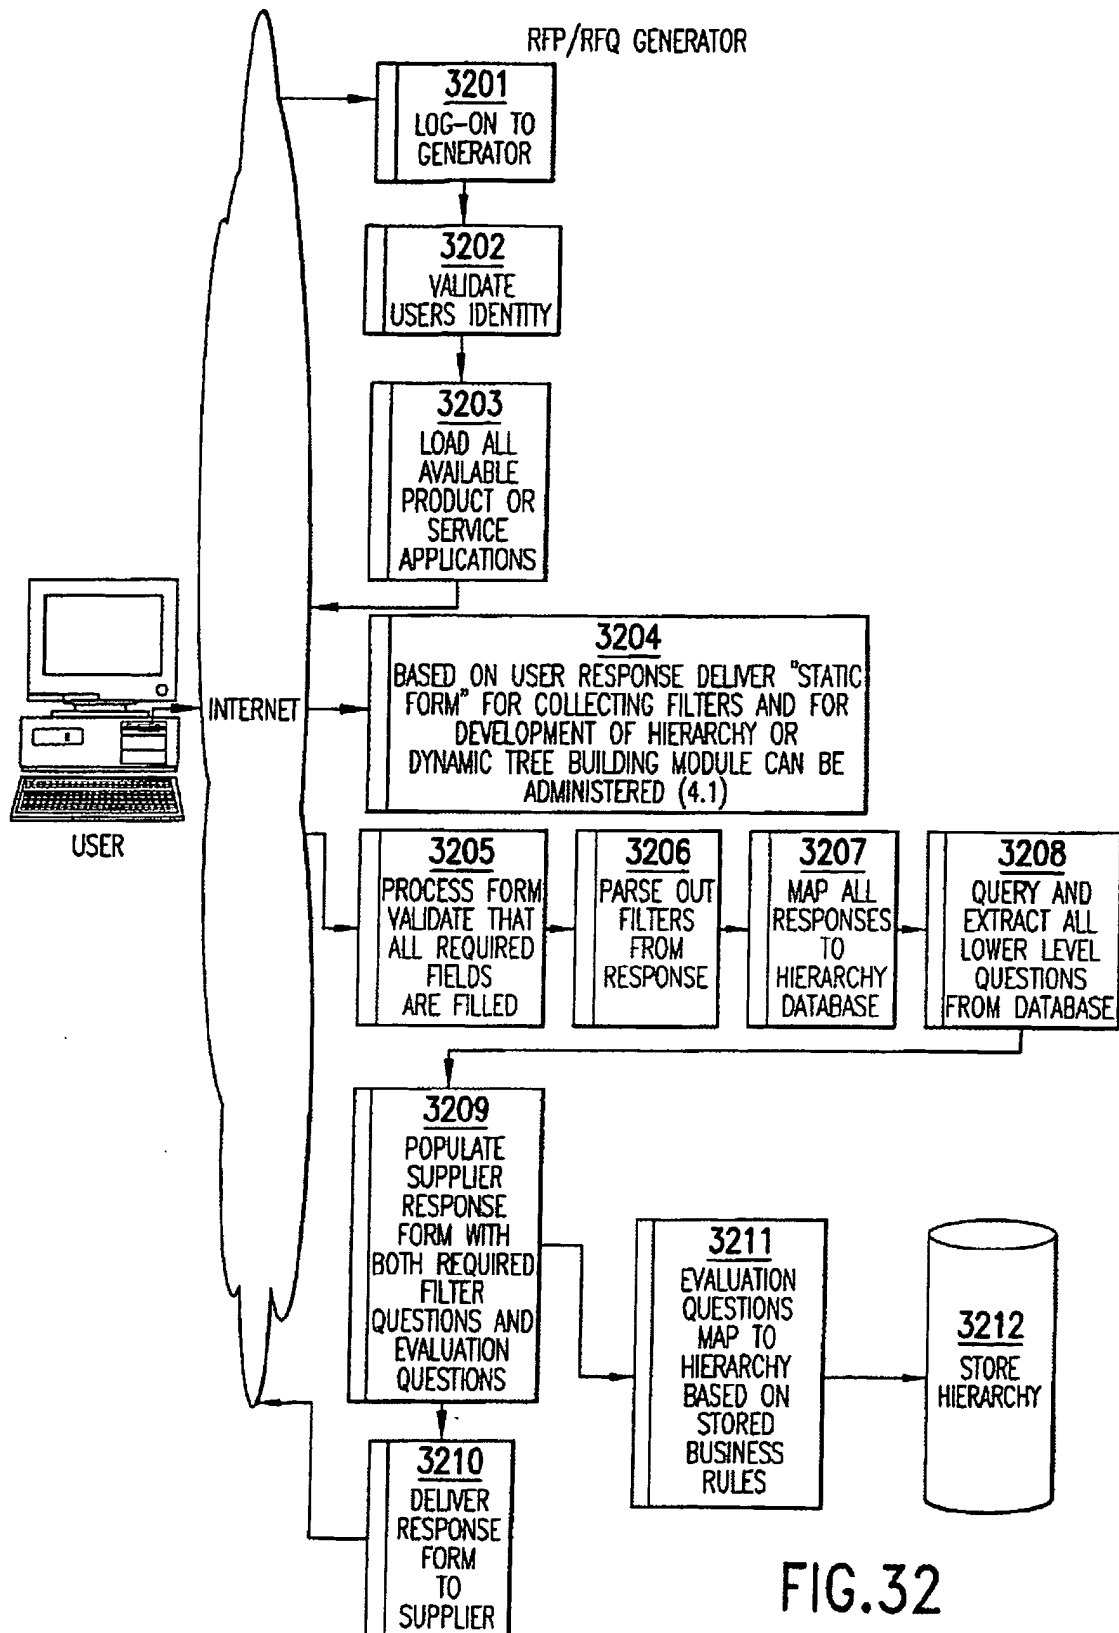 RFP/RFQ GENERATOR
3201
LOG-ON TO
GENERATOR
3202
VALIDATE
USERS IDENTITY
3203
LOAD ALL
AVAILABLE
PRODUCT OR
SERVICE
APPLICATIONS
3204
BASED ON USER RESPONSE DELIVER "STATIC
FORM" FOR COLLECTING FILTERS AND FOR
DEVELOPMENT OF HIERARCHY OR
DYNAMIC TREE BUILDING MODULE CAN BE
ADMINISTERED (4.1)
INTERNET
USER
3205
PROCESS FORM
VALIDATE THAT
ALL REQUIRED
FIELDS
ARE FILLED
3206
PARSE OUT
FILTERS
FROM
RESPONSE
3207
MAP ALL
RESPONSES
TO
HIERARCHY
DATABASE
3208
QUERY AND
EXTRACT ALL
LOWER LEVEL
QUESTIONS
FROM DATABASE
3209
POPULATE
SUPPLIER
RESPONSE
FORM WITH
BOTH REQUIRED
FILTER
QUESTIONS AND
EVALUATION
QUESTIONS
3211
EVALUATION
QUESTIONS
MAP TO
HIERARCHY
BASED ON
STORED
BUSINESS
RULES
3212
STORE
HIERARCHY
3210
DELIVER
RESPONSE
FORM
TO
SUPPLIER
FIG.32